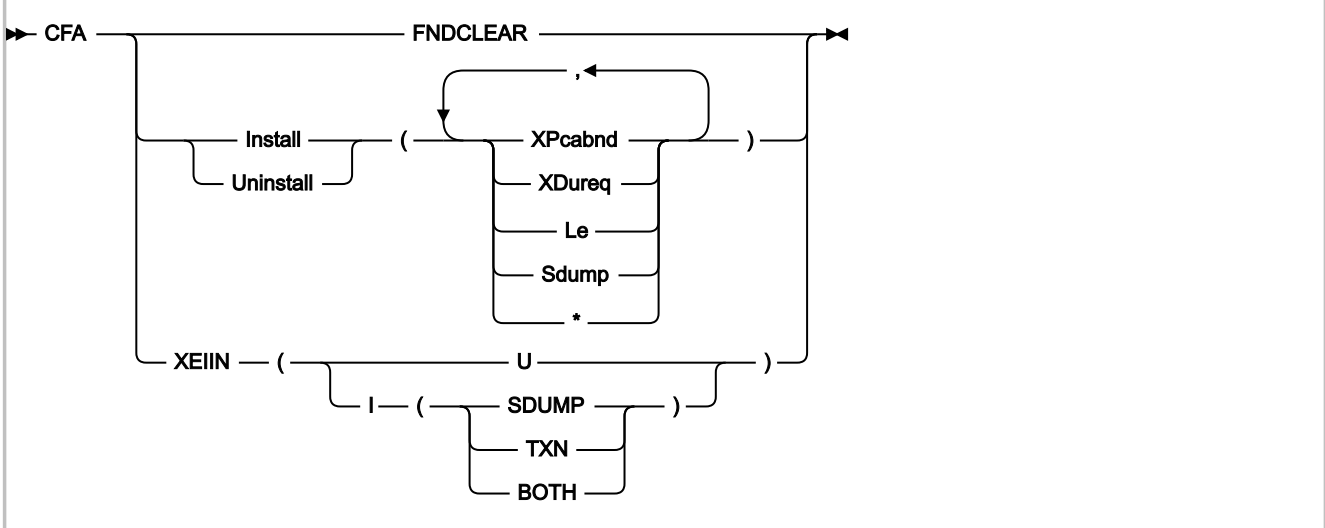 CFA FNDCLEAR
,
Install ( XPcabnd )
Uninstall XDureq
Le
Sdump
*
XEIIN ( U )
I ( SDUMP )
TXN
BOTH